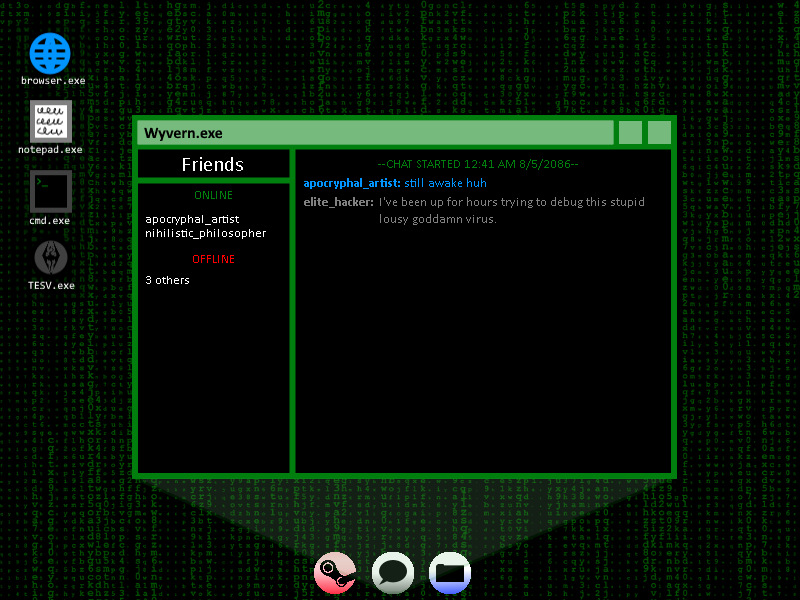 browser.exe
notepad.exe
cmd.exe
TESV.exe
Wyvern.exe
Friends
ONLINE
apocryphal_artist
nihilistic_philosopher
OFFLINE
3 others
--CHAT STARTED 12:41 AM 8/5/2086--
apocryphal_artist: still awake huh
elite_hacker: I've been up for hours trying to debug this stupid
lousy goddamn virus.